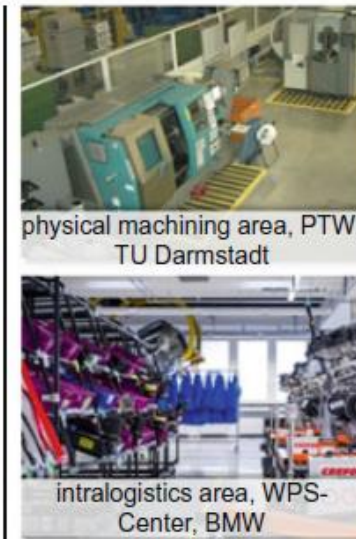 physical machining area, PTW
TU Darmstadt
intralogistics area, WPS-
Center, BMW